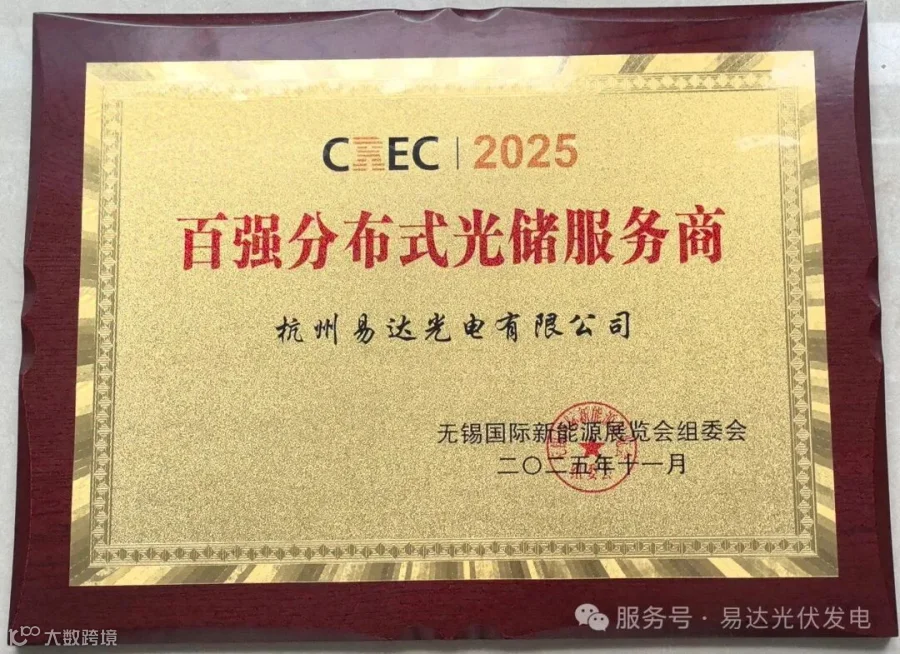 CREC | 2025
百强分布式光储服务商
杭州易达光电有限公司
无锡国际新能源展览会组委会
二〇二五年十一月
服务号 · 易达光伏发电
大数跨境